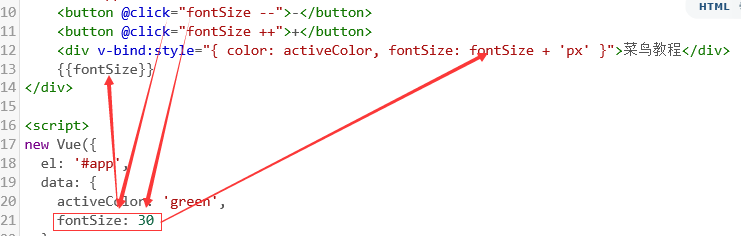 HTML
10 <button @click="fontSize --">-</button>
11 <button @click="fontSize ++">+</button>
12 <div v-bind:style="{ color: activeColor, fontSize: fontSize + 'px' }">菜鸟教程</div>
13 {{fontSize}}
14 </div>
15
16 <script>
17 new Vue({
18 el: '#app',
19 data: {
20 activeColor: 'green',
21 fontSize: 30